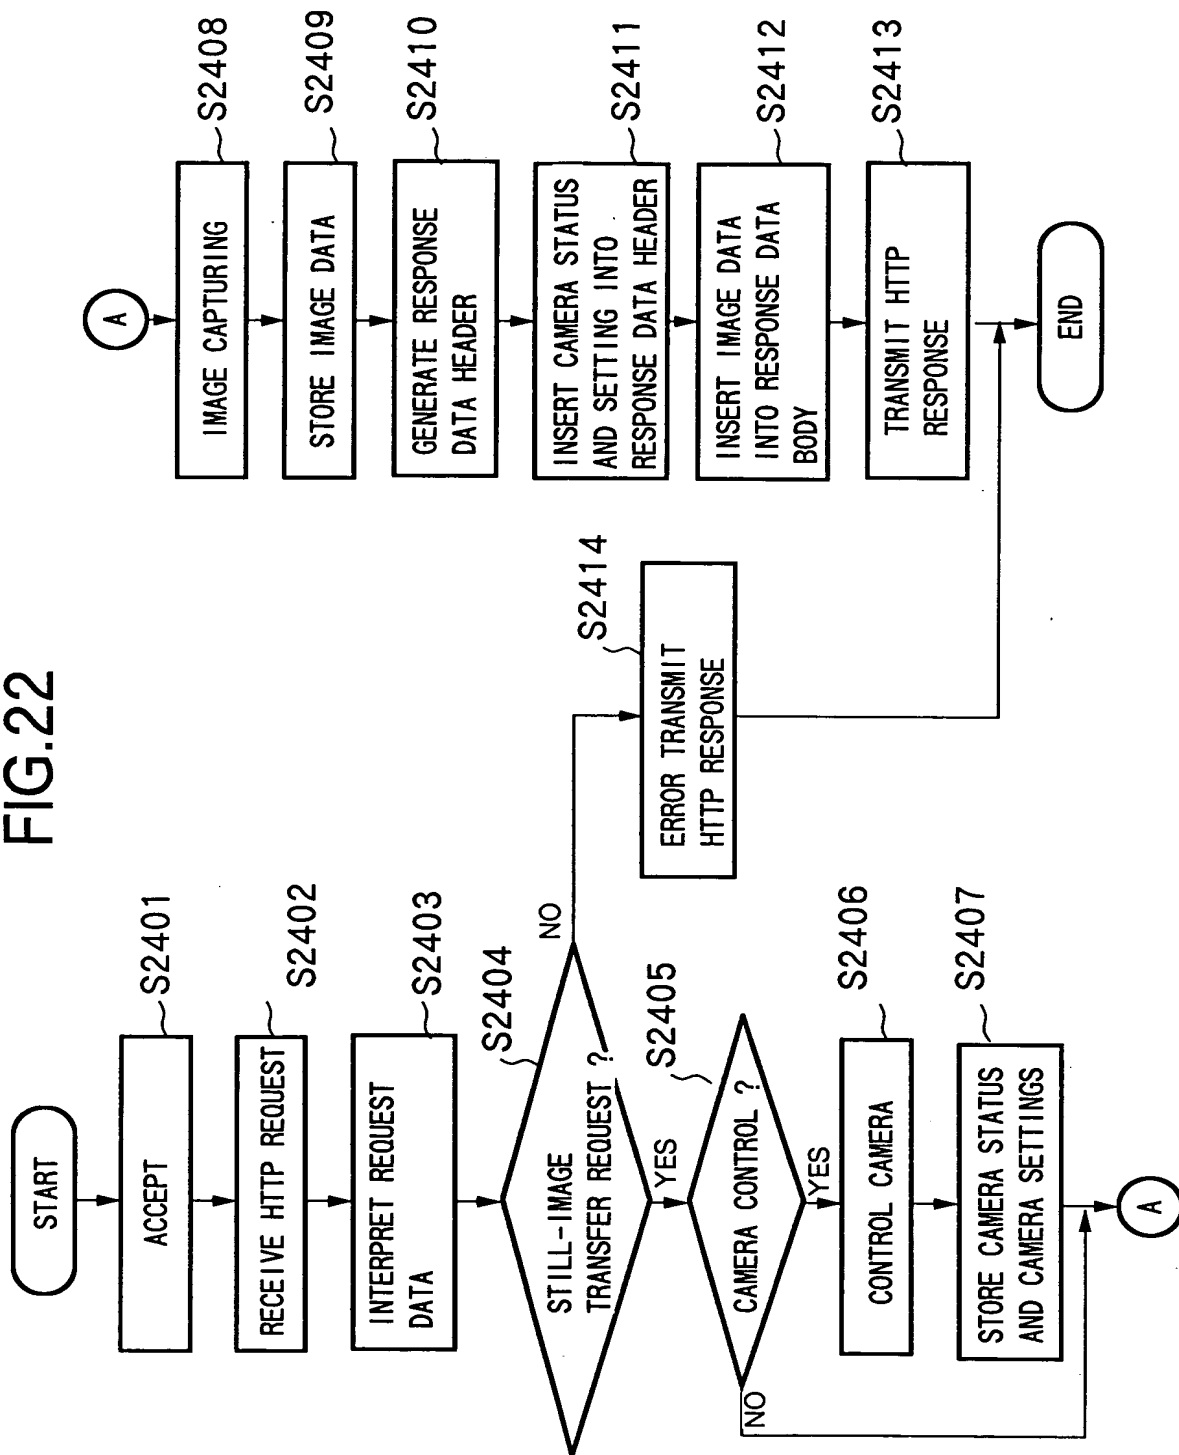 FIG.22
START
ACCEPT
S2401
RECEIVE HTTP REQUEST
S2402
INTERPRET REQUEST
DATA
S2403
STILL-IMAGE
TRANSFER REQUEST ?
S2404
NO
YES
CAMERA CONTROL ?
S2405
NO
YES
CONTROL CAMERA
S2406
STORE CAMERA STATUS
AND CAMERA SETTINGS
S2407
A
ERROR TRANSMIT
HTTP RESPONSE
S2414
A
IMAGE CAPTURING
S2408
STORE IMAGE DATA
S2409
GENERATE RESPONSE
DATA HEADER
S2410
INSERT CAMERA STATUS
AND SETTING INTO
RESPONSE DATA HEADER
S2411
INSERT IMAGE DATA
INTO RESPONSE DATA
BODY
S2412
TRANSMIT HTTP
RESPONSE
S2413
END